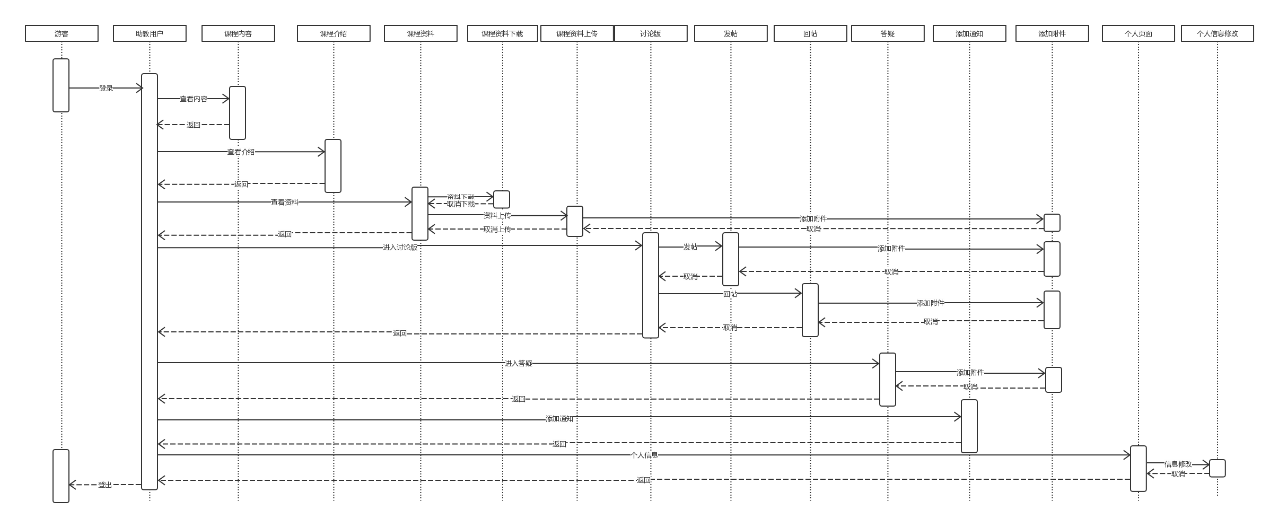 游客
助教用户
课程内容
课程介绍
课程资料
课程资料下载
课程资料上传
讨论版
发帖
回帖
答疑
添加通知
添加附件
个人页面
个人信息修改
登录
查看内容
返回
查看介绍
返回
查看资料
资料下载
取消下载
资料上传
添加附件
取消上传
取消
返回
进入讨论版
发帖
添加附件
取消
取消
回帖
添加附件
取消
取消
返回
进入答疑
添加附件
取消
返回
添加通知
返回
个人信息
信息修改
取消
返回
登出